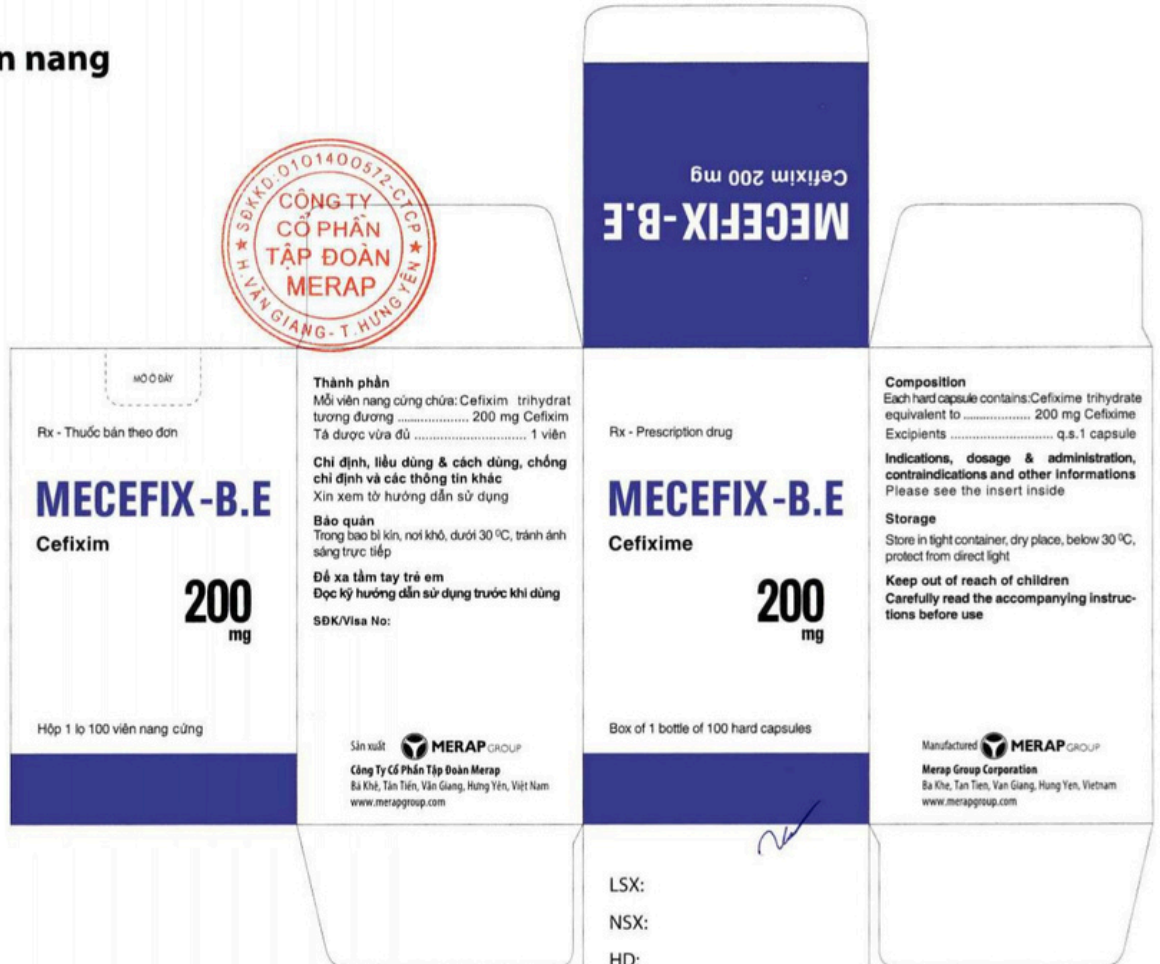 n nang
SĐKKD:0101400572-CTCP
CÔNG TY
CỔ PHẦN
TẬP ĐOÀN
MERAP
★ H.VĂN GIANG - T.HƯNG YÊN ★
Cefixim 200 mg
MECEFIX-B.E
MỞ Ở ĐÂY
Rx - Thuốc bán theo đơn
MECEFIX-B.E
Cefixim
200
mg
Hộp 1 lọ 100 viên nang cứng
Thành phần
Mỗi viên nang cứng chứa: Cefixim trihydrat
tương đương .................... 200 mg Cefixim
Tá dược vừa đủ ............................... 1 viên
Chỉ định, liều dùng & cách dùng, chống
chỉ định và các thông tin khác
Xin xem tờ hướng dẫn sử dụng
Bảo quản
Trong bao bì kín, nơi khô, dưới 30 ⁰C, tránh ánh
sáng trực tiếp
Để xa tầm tay trẻ em
Đọc kỹ hướng dẫn sử dụng trước khi dùng
SĐK/Visa No:
Sản xuất MERAP GROUP
Công Ty Cổ Phần Tập Đoàn Merap
Bá Khê, Tân Tiến, Văn Giang, Hưng Yên, Việt Nam
www.merapgroup.com
Rx - Prescription drug
MECEFIX-B.E
Cefixime
200
mg
Box of 1 bottle of 100 hard capsules
Composition
Each hard capsule contains:Cefixime trihydrate
equivalent to ................... 200 mg Cefixime
Excipients ............................. q.s.1 capsule
Indications, dosage & administration,
contraindications and other informations
Please see the insert inside
Storage
Store in tight container, dry place, below 30 ⁰C,
protect from direct light
Keep out of reach of children
Carefully read the accompanying instruc-
tions before use
Manufactured MERAP GROUP
Merap Group Corporation
Ba Khe, Tan Tien, Van Giang, Hung Yen, Vietnam
www.merapgroup.com
LSX:
NSX:
HD: